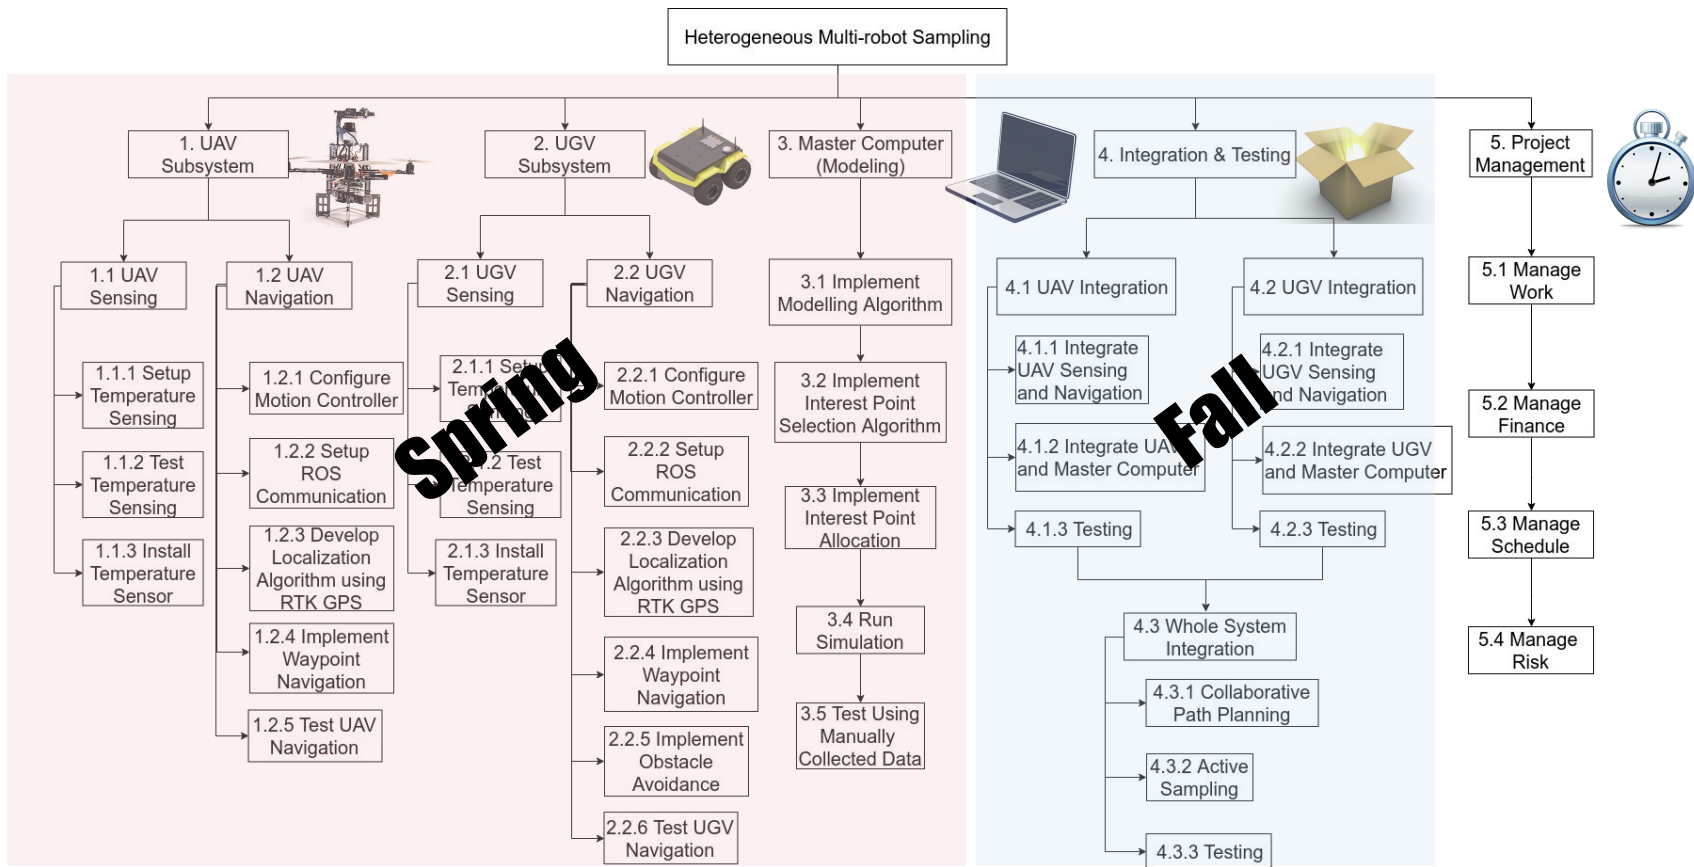 Heterogeneous Multi-robot Sampling
1. UAV
Subsystem
1.1 UAV
Sensing
1.1.1 Setup
Temperature
Sensing
1.1.2 Test
Temperature
Sensing
1.1.3 Install
Temperature
Sensor
1.2 UAV
Navigation
1.2.1 Configure
Motion Controller
1.2.2 Setup
ROS
Communication
1.2.3 Develop
Localization
Algorithm using
RTK GPS
1.2.4 Implement
Waypoint
Navigation
1.2.5 Test UAV
Navigation
2. UGV
Subsystem
2.1 UGV
Sensing
2.1.1 Setup
Temperature
Sensing
2.1.2 Test
Temperature
Sensing
2.1.3 Install
Temperature
Sensor
2.2 UGV
Navigation
2.2.1 Configure
Motion Controller
2.2.2 Setup
ROS
Communication
2.2.3 Develop
Localization
Algorithm using
RTK GPS
2.2.4 Implement
Waypoint
Navigation
2.2.5 Implement
Obstacle
Avoidance
2.2.6 Test UGV
Navigation
Spring
3. Master Computer
(Modeling)
3.1 Implement
Modelling Algorithm
3.2 Implement
Interest Point
Selection Algorithm
3.3 Implement
Interest Point
Allocation
3.4 Run
Simulation
3.5 Test Using
Manually
Collected Data
4. Integration & Testing
4.1 UAV Integration
4.1.1 Integrate
UAV Sensing
and Navigation
4.1.2 Integrate UAV
and Master Computer
4.1.3 Testing
4.2 UGV Integration
4.2.1 Integrate
UGV Sensing
and Navigation
4.2.2 Integrate UGV
and Master Computer
4.2.3 Testing
4.3 Whole System
Integration
4.3.1 Collaborative
Path Planning
4.3.2 Active
Sampling
4.3.3 Testing
Fall
5. Project
Management
5.1 Manage
Work
5.2 Manage
Finance
5.3 Manage
Schedule
5.4 Manage
Risk